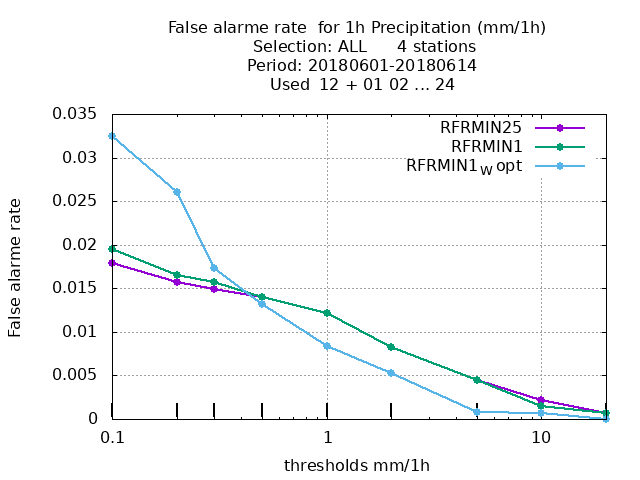 False alarme rate  for 1h Precipitation (mm/1h)
Selection: ALL      4 stations
Period: 20180601-20180614
Used  12 + 01 02 ... 24
RFRMIN25
RFRMIN1
RFRMIN1W opt
False alarme rate
0.035
0.03
0.025
0.02
0.015
0.01
0.005
0
0.1
1
10
thresholds mm/1h